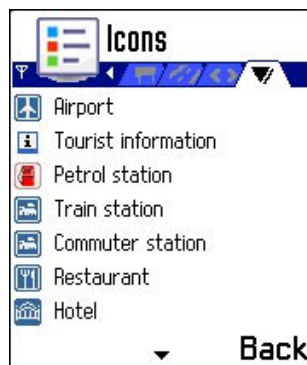 Icons
Airport
Tourist information
Petrol station
Train station
Commuter station
Restaurant
Hotel
Back